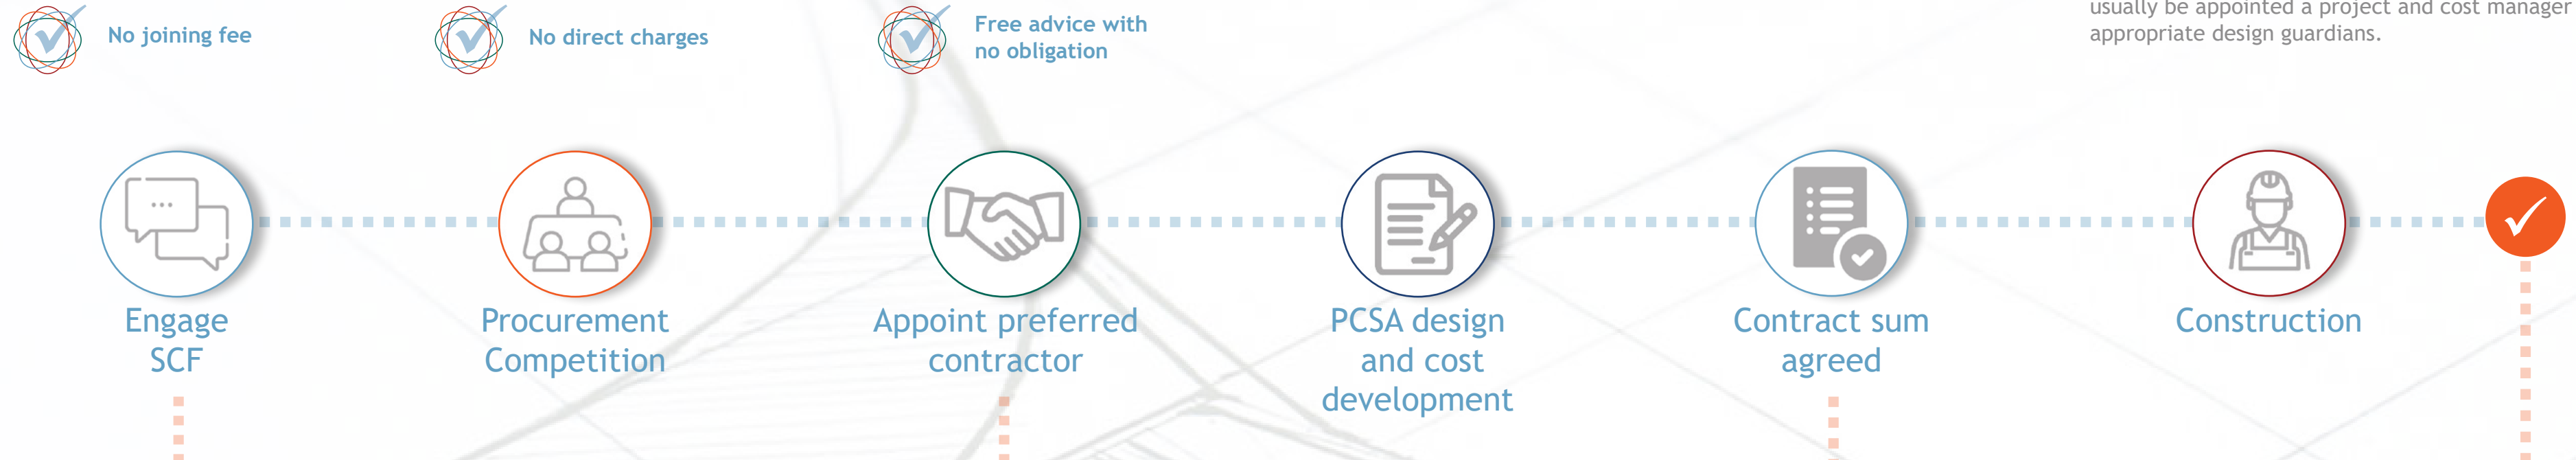 No joining fee
No direct charges
Free advice with
no obligation
usually be appointed a project and cost manager
appropriate design guardians.
Engage
SCF
Procurement
Competition
Appoint preferred
contractor
PCSA design
and cost
development
Contract sum
agreed
Construction